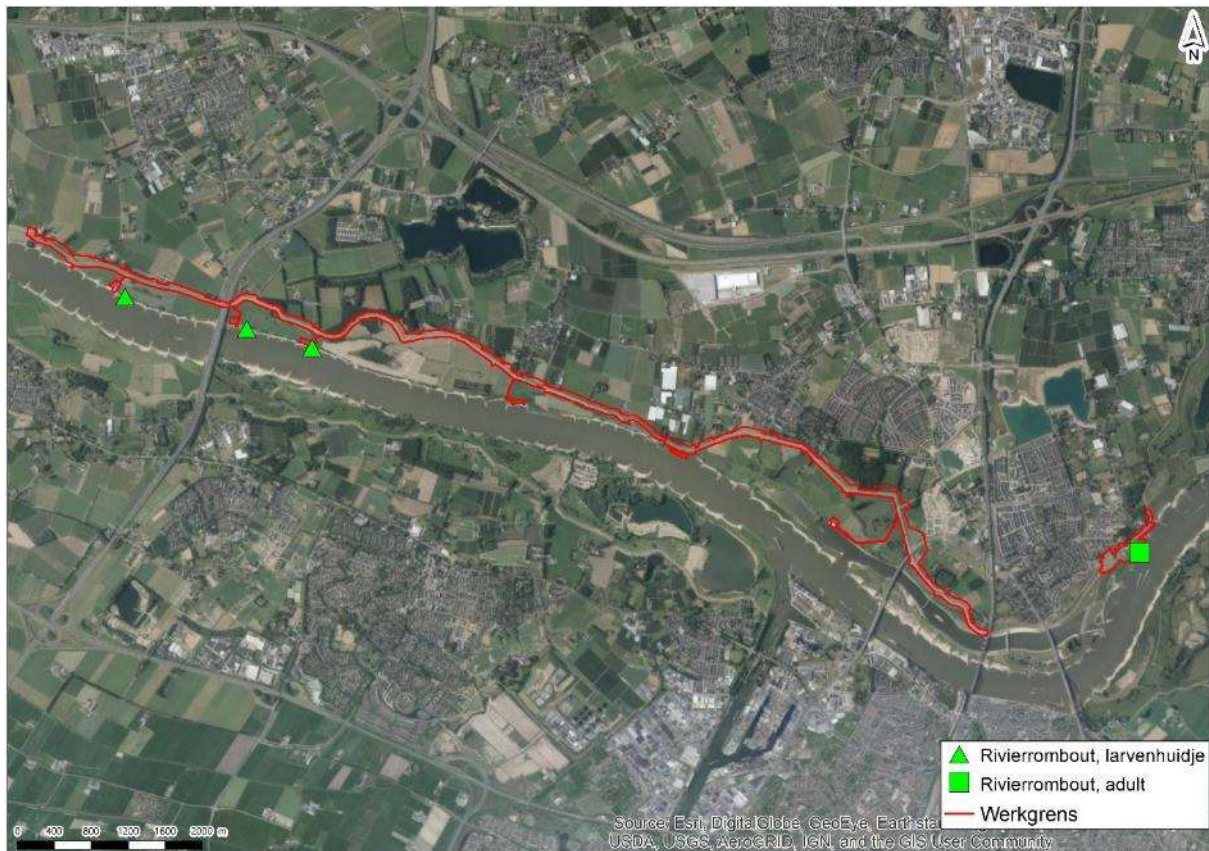 N
Rivierrombout, larvenhuidje
Rivierrombout, adult
Werkgrens
0 400 800 1200 1600 2000 m
Source: Esri, DigitalGlobe, GeoEye, Earthsta
USDA, USGS, AeroGRID, IGN, and the GIS User Community